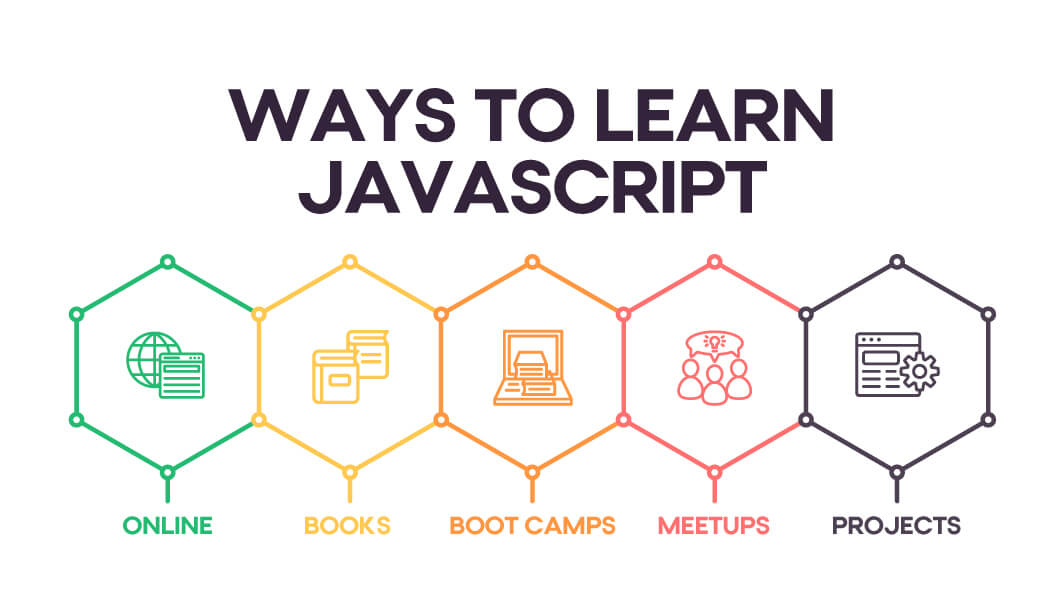 WAYS TO LEARN
JAVASCRIPT
ONLINE
BOOKS
BOOT CAMPS
MEETUPS
PROJECTS